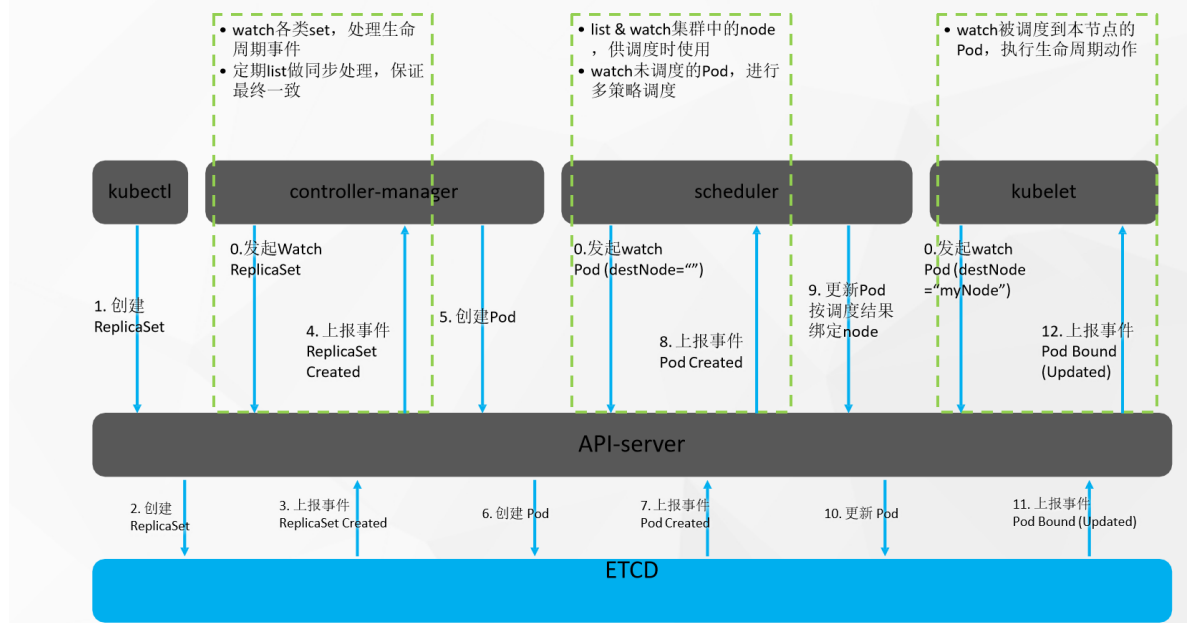 • watch各类set，处理生命
周期事件
• 定期list做同步处理，保证
最终一致
• list & watch集群中的node
，供调度时使用
• watch未调度的Pod，进行
多策略调度
• watch被调度到本节点的
Pod，执行生命周期动作
kubectl
controller-manager
scheduler
kubelet
1. 创建
ReplicaSet
0.发起Watch
ReplicaSet
4. 上报事件
ReplicaSet
Created
5. 创建Pod
0.发起watch
Pod (destNode=“”)
8. 上报事件
Pod Created
9. 更新Pod
按调度结果
绑定node
0.发起watch
Pod (destNode
=“myNode”)
12. 上报事件
Pod Bound
(Updated)
API-server
2. 创建
ReplicaSet
3. 上报事件
ReplicaSet Created
6. 创建 Pod
7. 上报事件
Pod Created
10. 更新 Pod
11. 上报事件
Pod Bound (Updated)
ETCD